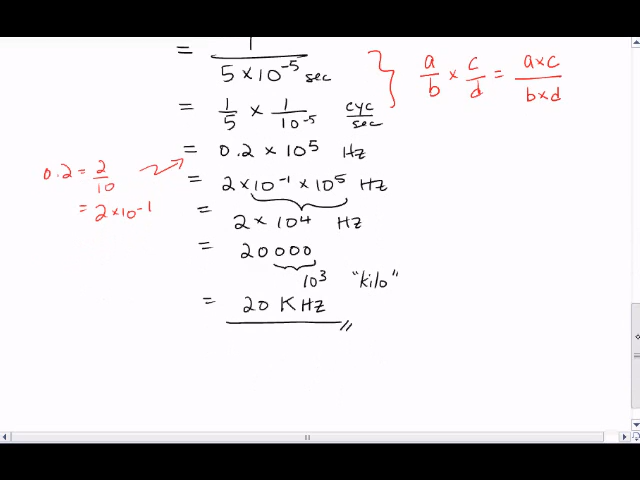 = 1 / 5 × 10⁻⁵ sec
a/b × c/d = a×c / b×d
= 1/5 × 1/10⁻⁵ cyc/sec
= 0.2 × 10⁵ Hz
0.2 = 2/10
= 2×10⁻¹
= 2 × 10⁻¹ × 10⁵ Hz
= 2 × 10⁴ Hz
= 20000
10³ "kilo"
= 20 KHz